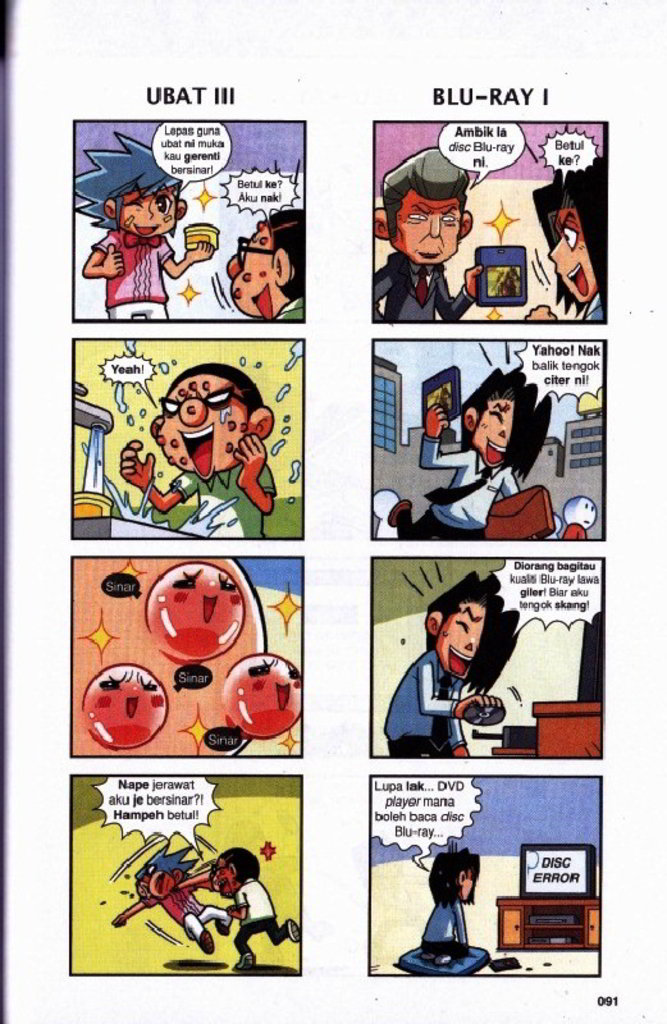 UBAT III
Lepas guna
ubat ni muka
kau gerenti
bersinar!
Betul ke?
Aku nak!
Yeah!
Sinar
Sinar
Sinar
Nape jerawat
aku je bersinar?!
Hampeh betul!
BLU-RAY I
Ambik la
disc Blu-ray
ni.
Betul
ke?
Yahoo! Nak
balik tengok
citer ni!
Diorang bagitau
kualiti Blu-ray lawa
giler! Biar aku
tengok skang!
Lupa lak... DVD
player mana
boleh baca disc
Blu-ray...
DISC
ERROR
091